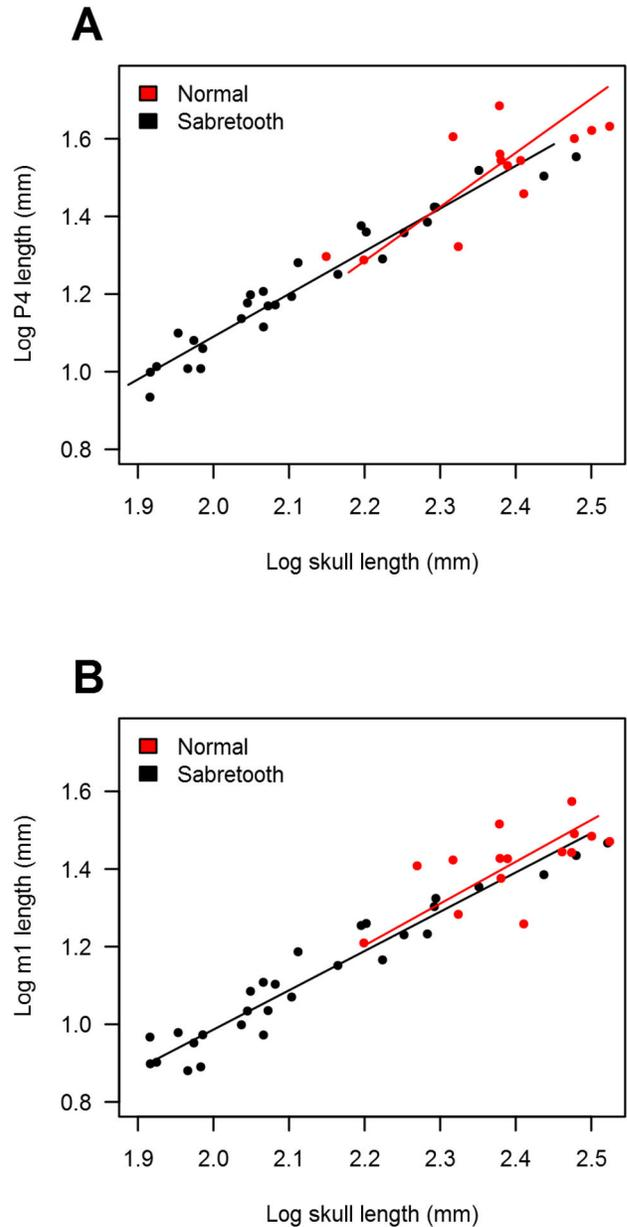 A
Normal
Sabretooth
Log P4 length (mm)
1.6
1.4
1.2
1.0
0.8
1.9 2.0 2.1 2.2 2.3 2.4 2.5
Log skull length (mm)
B
Normal
Sabretooth
Log m1 length (mm)
1.6
1.4
1.2
1.0
0.8
1.9 2.0 2.1 2.2 2.3 2.4 2.5
Log skull length (mm)